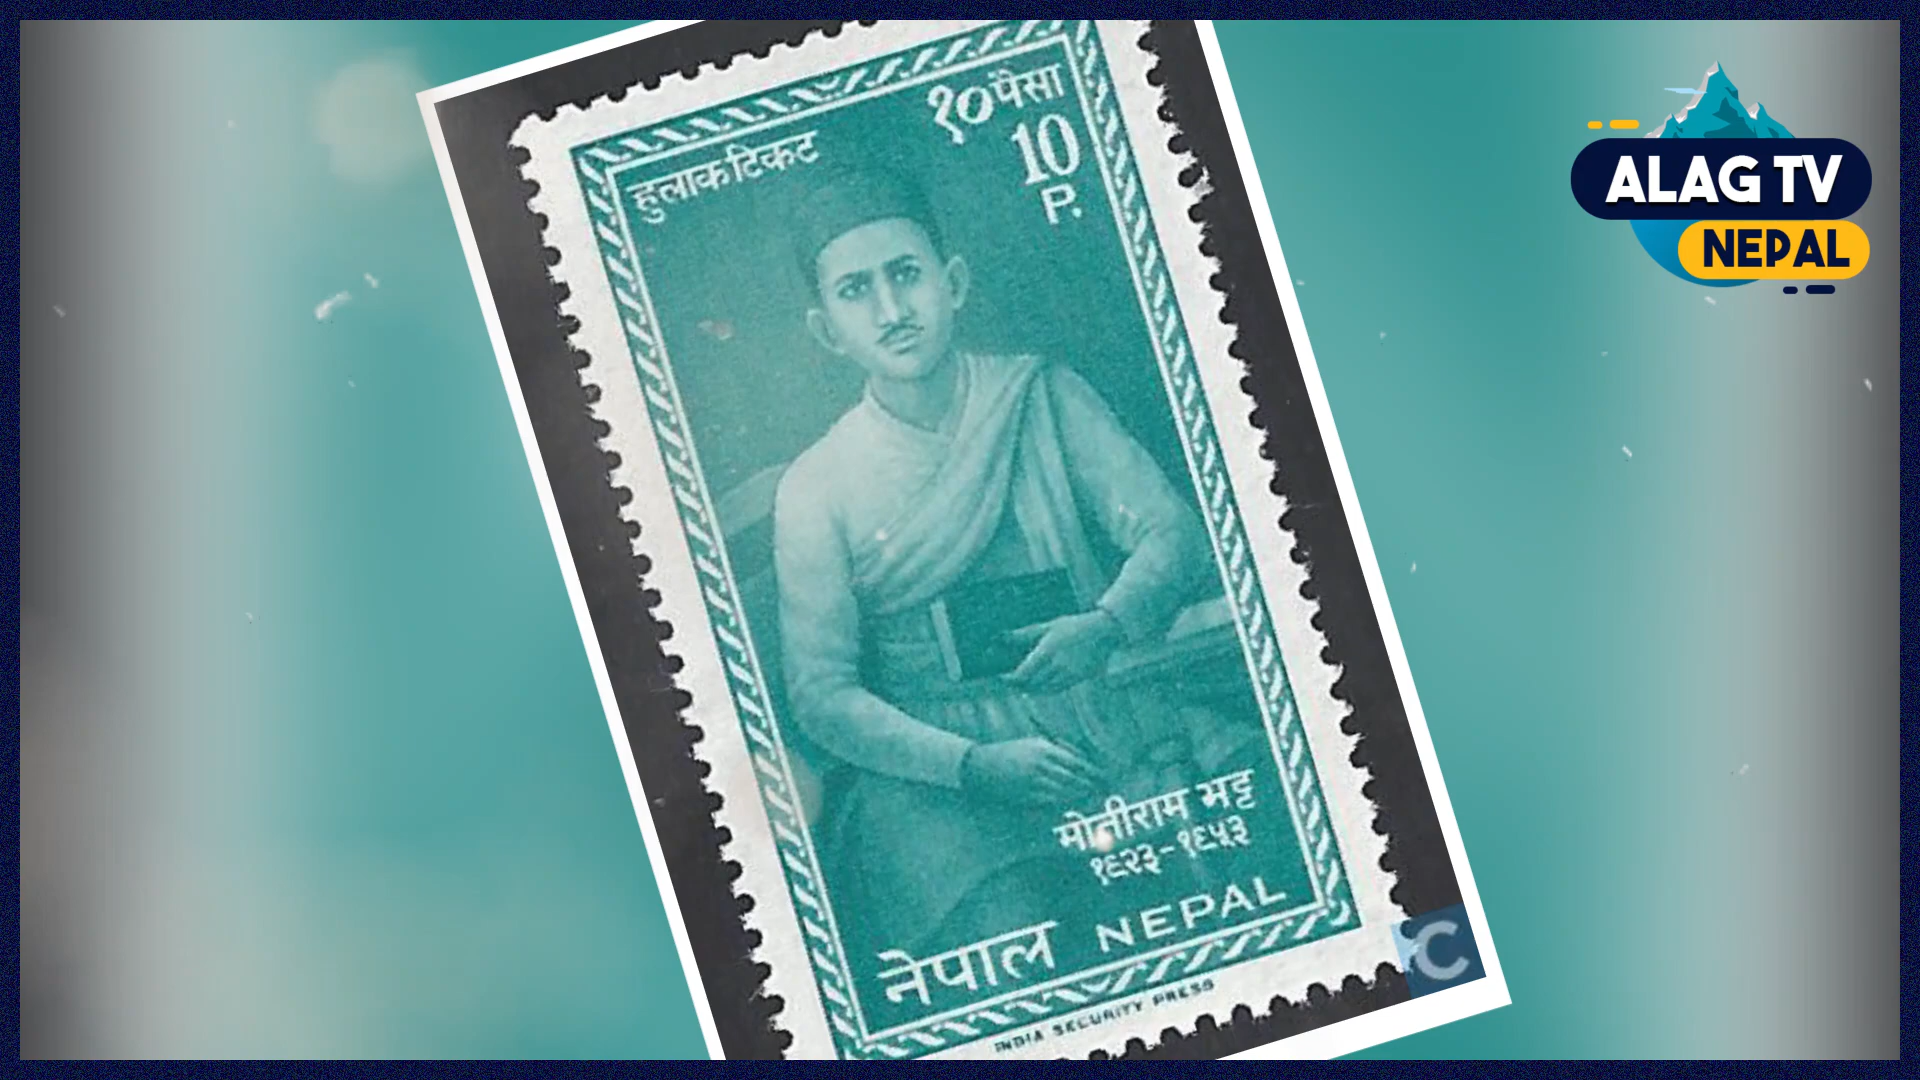 हुलाक टिकट
१० पैसा
10
P.
मोतीराम भट्ट
१९२३-१९५३
नेपाल NEPAL
INDIA SECURITY PRESS
C
ALAG TV
NEPAL